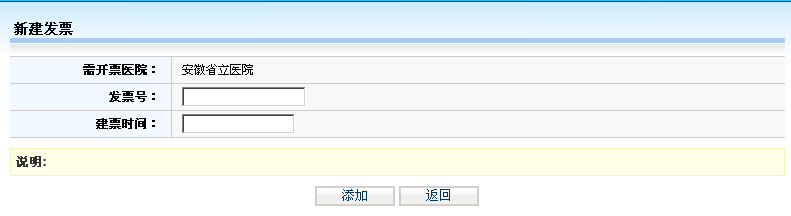 新建发票
需开票医院： 安徽省立医院
发票号：
建票时间：
说明:
添加 返回